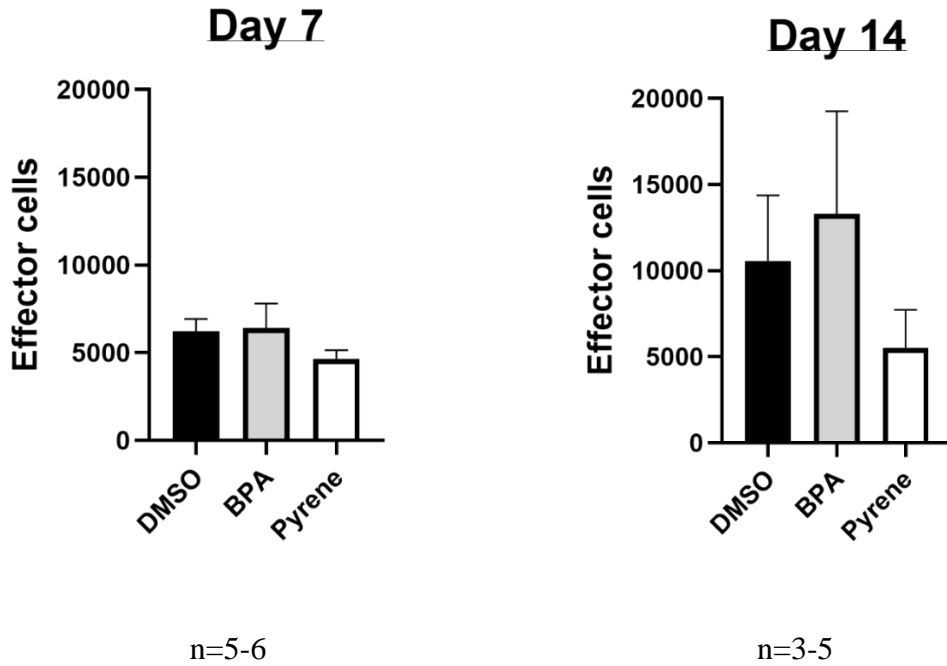 Day 7
Effector cells
20000
15000
10000
5000
0
DMSO
BPA
Pyrene
n=5-6
Day 14
Effector cells
20000
15000
10000
5000
0
DMSO
BPA
Pyrene
n=3-5